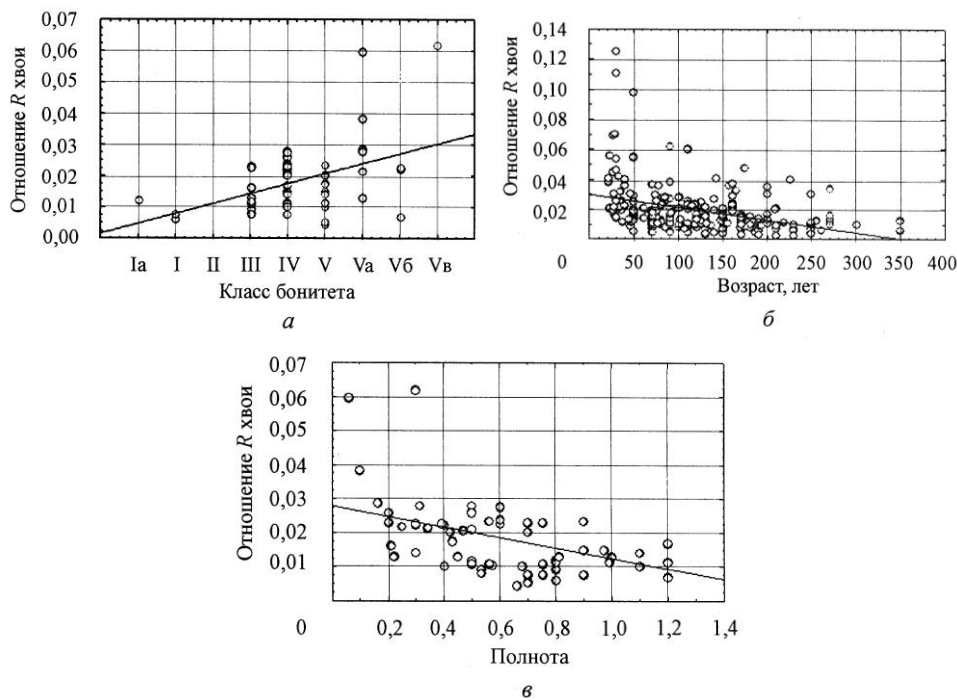 0,07
0,06
0,05
0,04
0,03
0,02
0,01
0,00
Отношение R хвои
Iа I II III IV V Vа Vб Vв
Класс бонитета
а
0,14
0,12
0,10
0,08
0,06
0,04
0,02
Отношение R хвои
0 50 100 150 200 250 300 350 400
Возраст, лет
б
0,07
0,06
0,05
0,04
0,03
0,02
0,01
Отношение R хвои
0 0,2 0,4 0,6 0,8 1,0 1,2 1,4
Полнота
в